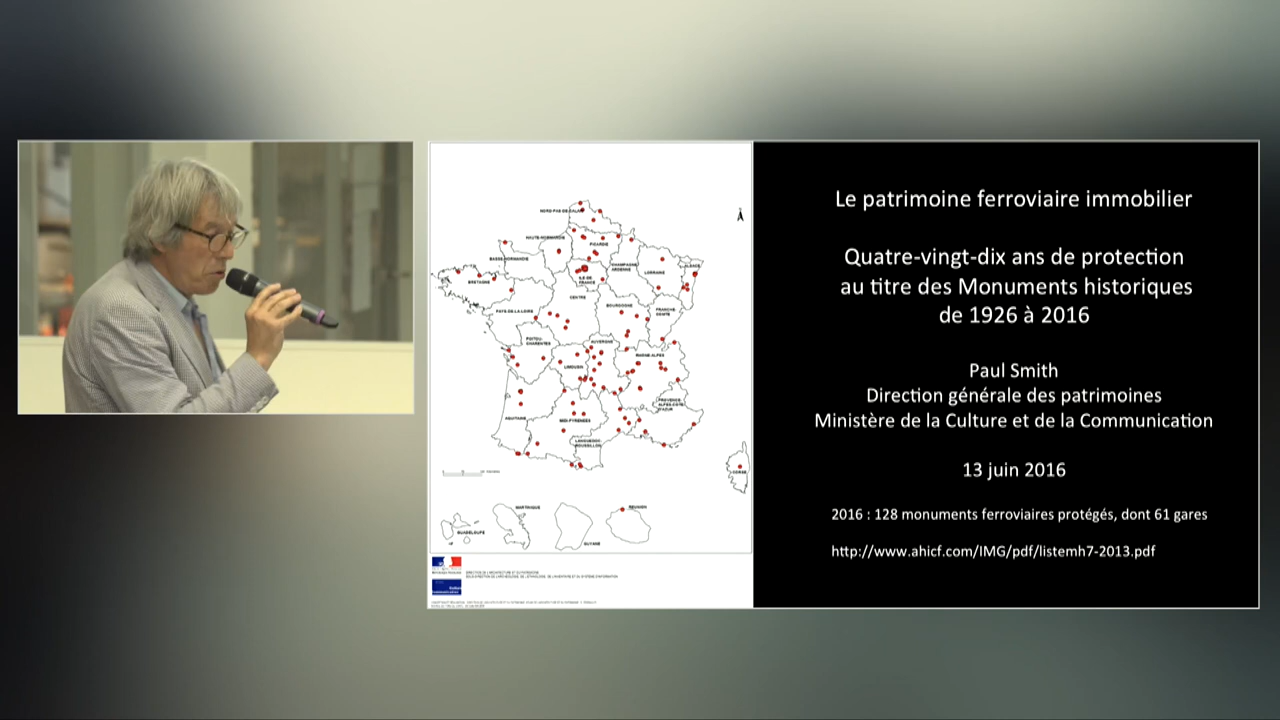 NORD-PAS DE CALAIS
HAUTE-NORMANDIE
PICARDIE
BASSE-NORMANDIE
CHAMPAGNE
ARDENNE
LORRAINE
ALSACE
ILE DE
FRANCE
BRETAGNE
CENTRE
PAYS-DE-LA-LOIRE
BOURGOGNE
FRANCHE
COMTE
POITOU-
CHARENTES
AUVERGNE
LIMOUSIN
RHONE-ALPES
AQUITAINE
MIDI-PYRENEES
PROVENCE
ALPES-COTE
D'AZUR
LANGUEDOC
ROUSSILLON
CORSE
MARTINIQUE
REUNION
GUADELOUPE
GUYANE
Le patrimoine ferroviaire immobilier
Quatre-vingt-dix ans de protection
au titre des Monuments historiques
de 1926 à 2016
Paul Smith
Direction générale des patrimoines
Ministère de la Culture et de la Communication
13 juin 2016
2016 : 128 monuments ferroviaires protégés, dont 61 gares
http://www.ahicf.com/IMG/pdf/listemh7-2013.pdf